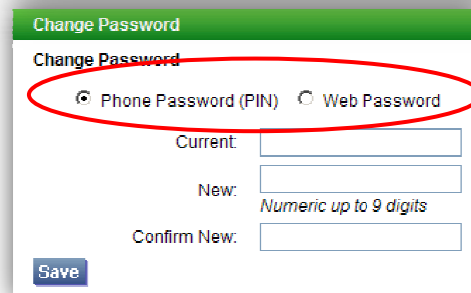 Change Password
Change Password
Phone Password (PIN) Web Password
Current:
New:
Numeric up to 9 digits
Confirm New:
Save